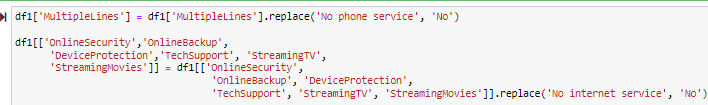 df1['MultipleLines'] = df1['MultipleLines'].replace('No phone service', 'No')
df1[['OnlineSecurity','OnlineBackup',
'DeviceProtection','TechSupport', 'StreamingTV',
'StreamingMovies']] = df1[['OnlineSecurity',
'OnlineBackup', 'DeviceProtection',
'TechSupport', 'StreamingTV', 'StreamingMovies']].replace('No internet service', 'No')